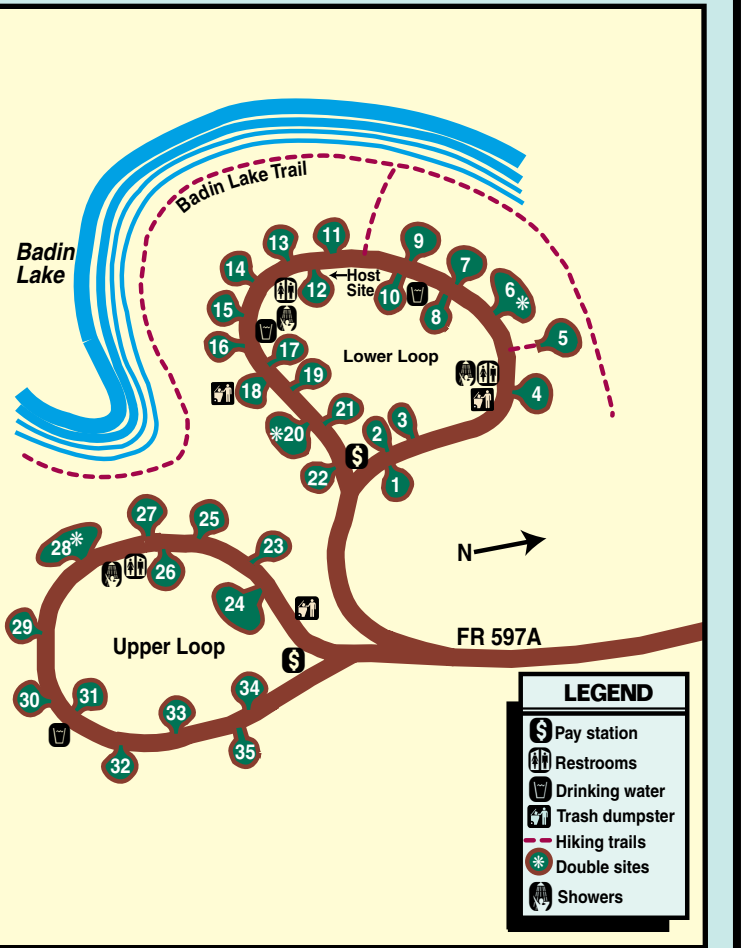 Badin Lake Trail
Badin
Lake
13
11
9
7
14
←Host
Site
12
10
8
6*
15
16
17
5
Lower Loop
19
18
4
21
3
2
*20
22
1
27
25
28*
23
26
24
N
29
Upper Loop
FR 597A
30
31
34
33
35
32
LEGEND
$ Pay station
Restrooms
Drinking water
Trash dumpster
Hiking trails
* Double sites
Showers